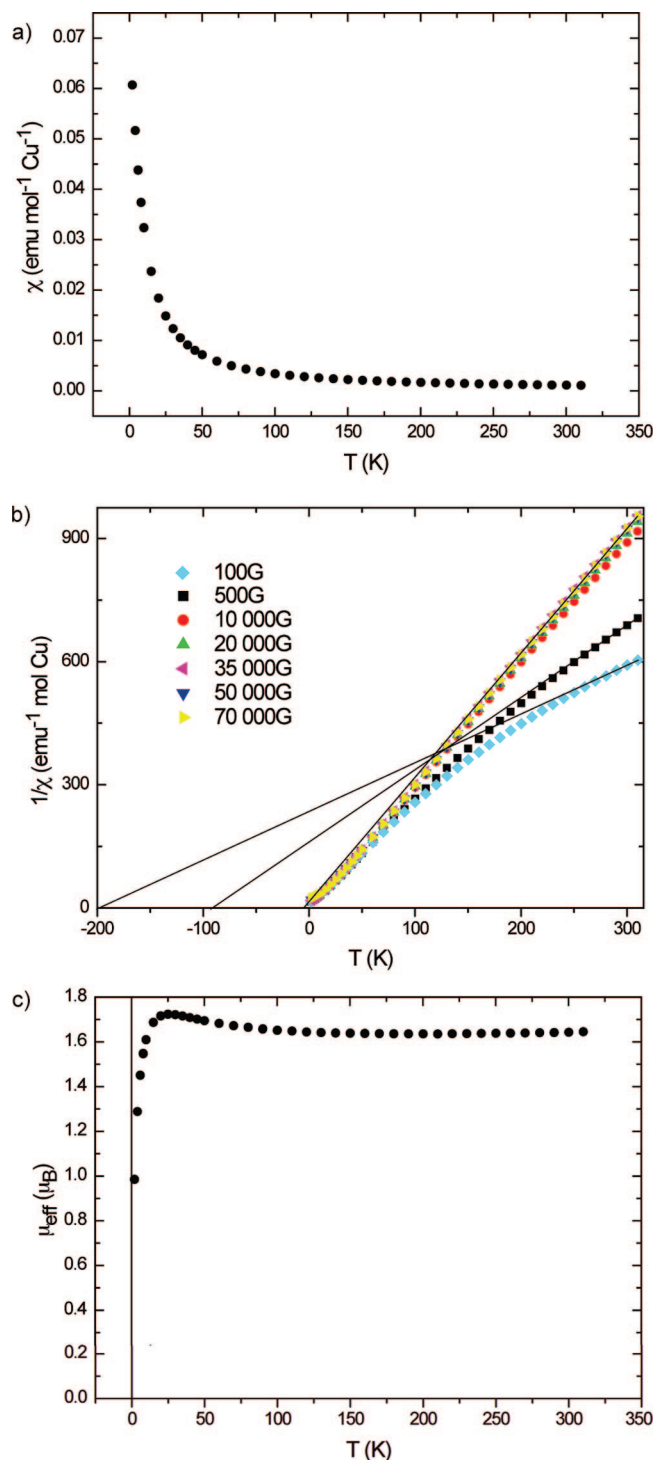 a)
0.07
0.06
0.05
0.04
0.03
0.02
0.01
0.00
χ (emu mol⁻¹ Cu⁻¹)
0 50 100 150 200 250 300 350
T (K)
b)
900
600
300
0
1/χ (emu⁻¹ mol Cu)
100G
500G
10 000G
20 000G
35 000G
50 000G
70 000G
-200 -100 0 100 200 300
T (K)
c)
1.8
1.6
1.4
1.2
1.0
0.8
0.6
0.4
0.2
0.0
μeff (μB)
0 50 100 150 200 250 300 350
T (K)